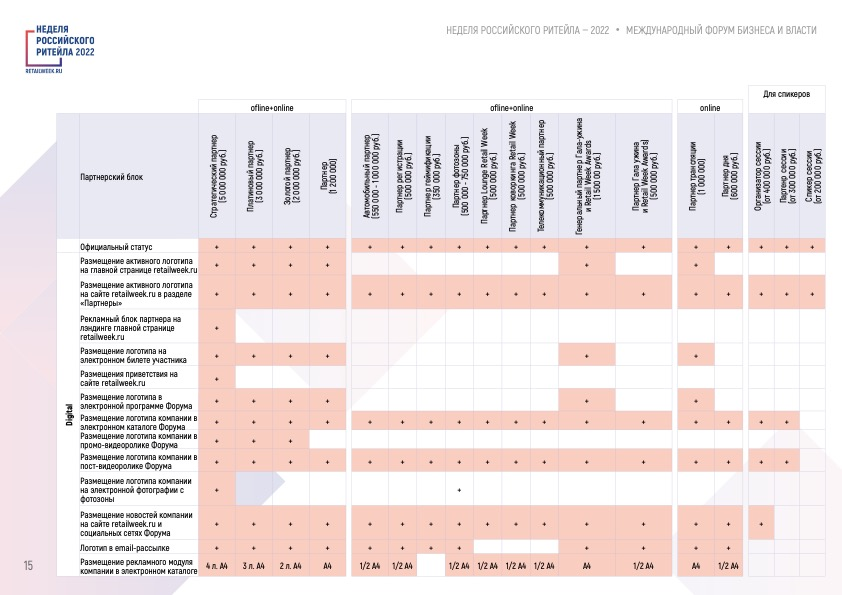 НЕДЕЛЯ
РОССИЙСКОГО
РИТЕЙЛА 2022
RETAILWEEK.RU
НЕДЕЛЯ РОССИЙСКОГО РИТЕЙЛА – 2022 • МЕЖДУНАРОДНЫЙ ФОРУМ БИЗНЕСА И ВЛАСТИ
ofline+online
ofline+online
online
Для спикеров
Партнерский блок
Стратегический партнер
(5 000 000 руб.)
Платиновый партнер
(3 000 000 руб.)
Золотой партнер
(2 000 000 руб.)
Партнер
(1 200 000)
Автомобильный партнер
(550 000 - 1 000 000 руб.)
Партнер регистрации
(500 000 руб.)
Партнер геймификации
(350 000 руб.)
Партнер фотозоны
(500 000 - 750 000 руб.)
Партнер Lounge Retail Week
(500 000 руб.)
Партнер коворкинга Retail Week
(500 000 руб.)
Телекоммуникационный партнер
(500 000 руб.)
Генеральный партнер Гала-ужина
и Retail Week Awards
(1 500 000 руб.)
Партнер Гала ужина
и Retail Week Awards
(500 000 руб.)
Партнер трансляции
(1 000 000)
Партнер дня
(600 000 руб.)
Организатор сессии
(от 400 000 руб.)
Партенр сессии
(от 300 000 руб.)
Спикер сессии
(от 200 000 руб.)
Digital
Официальный статус + + + + + + + + + + + + + + + + + +
Размещение активного логотипа
на главной странице retailweek.ru + + + + + +
Размещение активного логотипа
на сайте retailweek.ru в разделе + + + + + + + + + + + + + + + + + +
«Партнеры»
Рекламный блок партнера на
лэндинге главной странице +
retailweek.ru
Размещение логотипа на
электронном билете участника + + + + + +
Размещения приветствия на
сайте retailweek.ru +
Размещение логотипа в
электронной программе Форума + + + + + +
Размещение логотипа компании в
электронном каталоге Форума + + + + + + + + + + + + + + + + +
Размещение логотипа компании в
промо-видеоролике Форума + + +
Размещение логотипа компании в
пост-видеоролике Форума + + + + + + + + + + + + + + + + +
Размещение логотипа компании
на электронной фотографии с + +
фотозоны
Размещение новостей компании
на сайте retailweek.ru и + + + + + + + + + + + + + + + +
социальных сетях Форума
Логотип в email-рассылке + + + + + + + + + + + +
Размещение рекламного модуля
компании в электронном каталоге 4 л. А4 3 л. А4 2 л. А4 А4 1/2 А4 1/2 А4 1/2 А4 1/2 А4 1/2 А4 1/2 А4 А4 1/2 А4 А4 1/2 А4
15